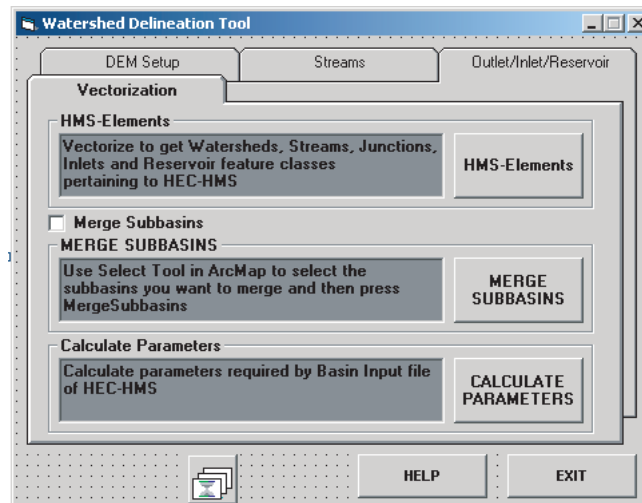 Watershed Delineation Tool
DEM Setup
Streams
Outlet/Inlet/Reservoir
Vectorization
HMS-Elements
Vectorize to get Watersheds, Streams, Junctions,
Inlets and Reservoir feature classes
pertaining to HEC-HMS
HMS-Elements
Merge Subbasins
MERGE SUBBASINS
Use Select Tool in ArcMap to select the
subbasins you want to merge and then press
MergeSubbasins
MERGE
SUBBASINS
Calculate Parameters
Calculate parameters required by Basin Input file
of HEC-HMS
CALCULATE
PARAMETERS
HELP
EXIT